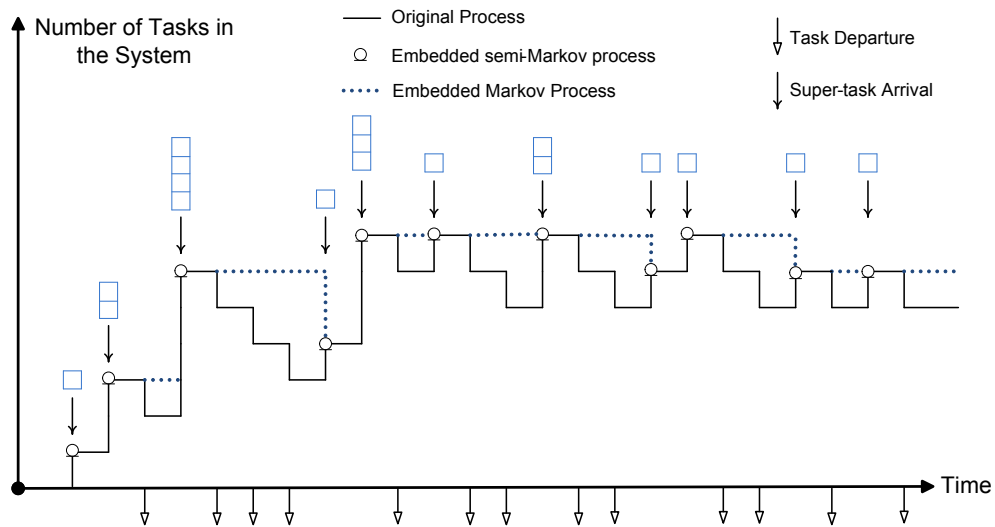 Number of Tasks in
the System
Original Process
Embedded semi-Markov process
Embedded Markov Process
Task Departure
Super-task Arrival
Time